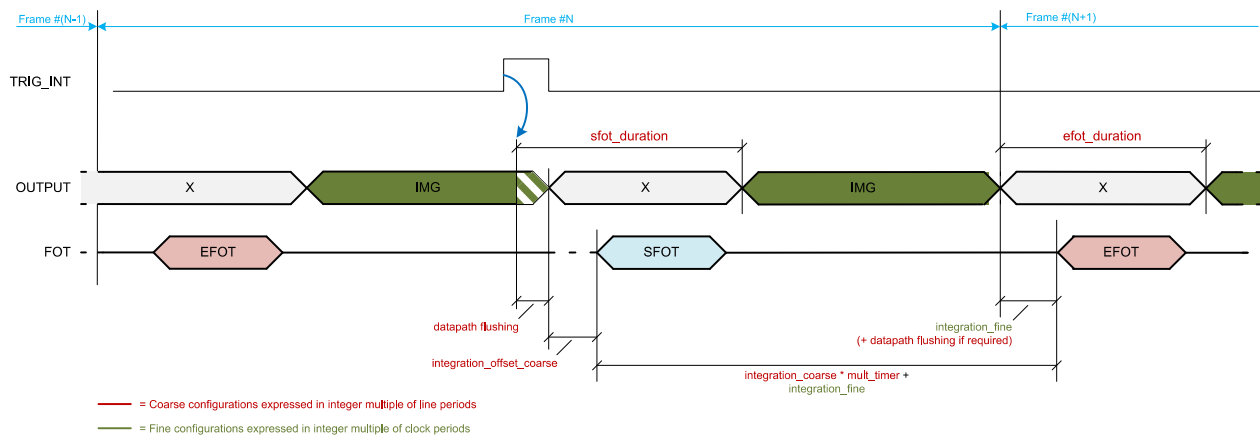 Frame #(N-1)
Frame #N
Frame #(N+1)
TRIG_INT
sfot_duration
efot_duration
OUTPUT
X
IMG
X
IMG
X
FOT
EFOT
SFOT
EFOT
datapath flushing
integration_offset_coarse
integration_fine
(+ datapath flushing if required)
integration_coarse * mult_timer +
integration_fine
= Coarse configurations expressed in integer multiple of line periods
= Fine configurations expressed in integer multiple of clock periods